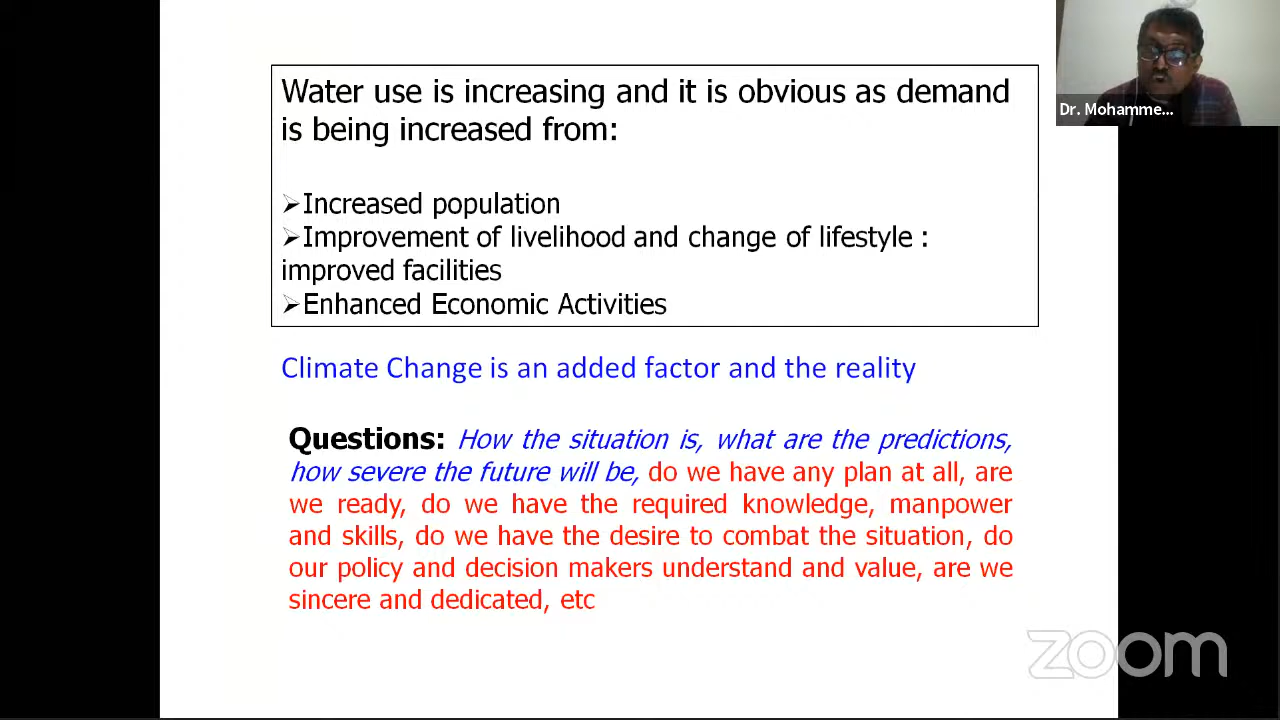 Water use is increasing and it is obvious as demand
is being increased from:
➢Increased population
➢Improvement of livelihood and change of lifestyle :
improved facilities
➢Enhanced Economic Activities
Climate Change is an added factor and the reality
Questions: How the situation is, what are the predictions,
how severe the future will be, do we have any plan at all, are
we ready, do we have the required knowledge, manpower
and skills, do we have the desire to combat the situation, do
our policy and decision makers understand and value, are we
sincere and dedicated, etc
Dr. Mohamme...
zoom